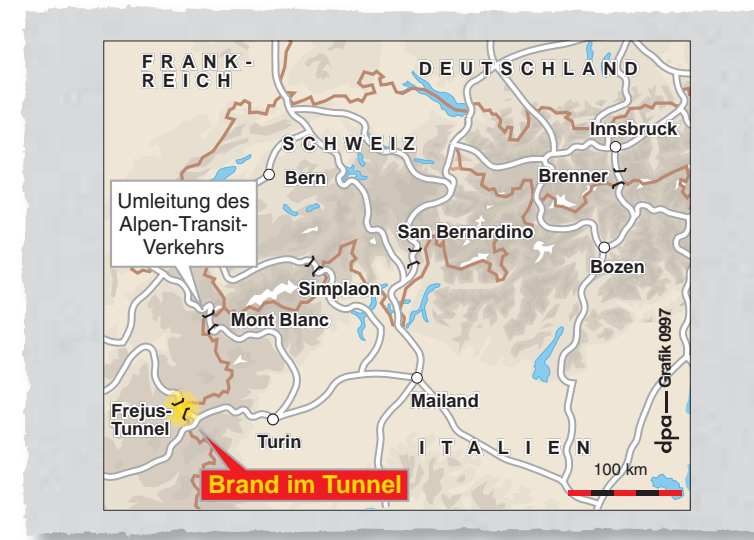 FRANK-
REICH
DEUTSCHLAND
Innsbruck
SCHWEIZ
Bern
Brenner
Umleitung des
Alpen-Transit-
Verkehrs
San Bernardino
Bozen
Simplaon
Mont Blanc
dpa — Grafik 0997
Mailand
Frejus-
Tunnel
Turin
ITALIEN
100 km
Brand im Tunnel